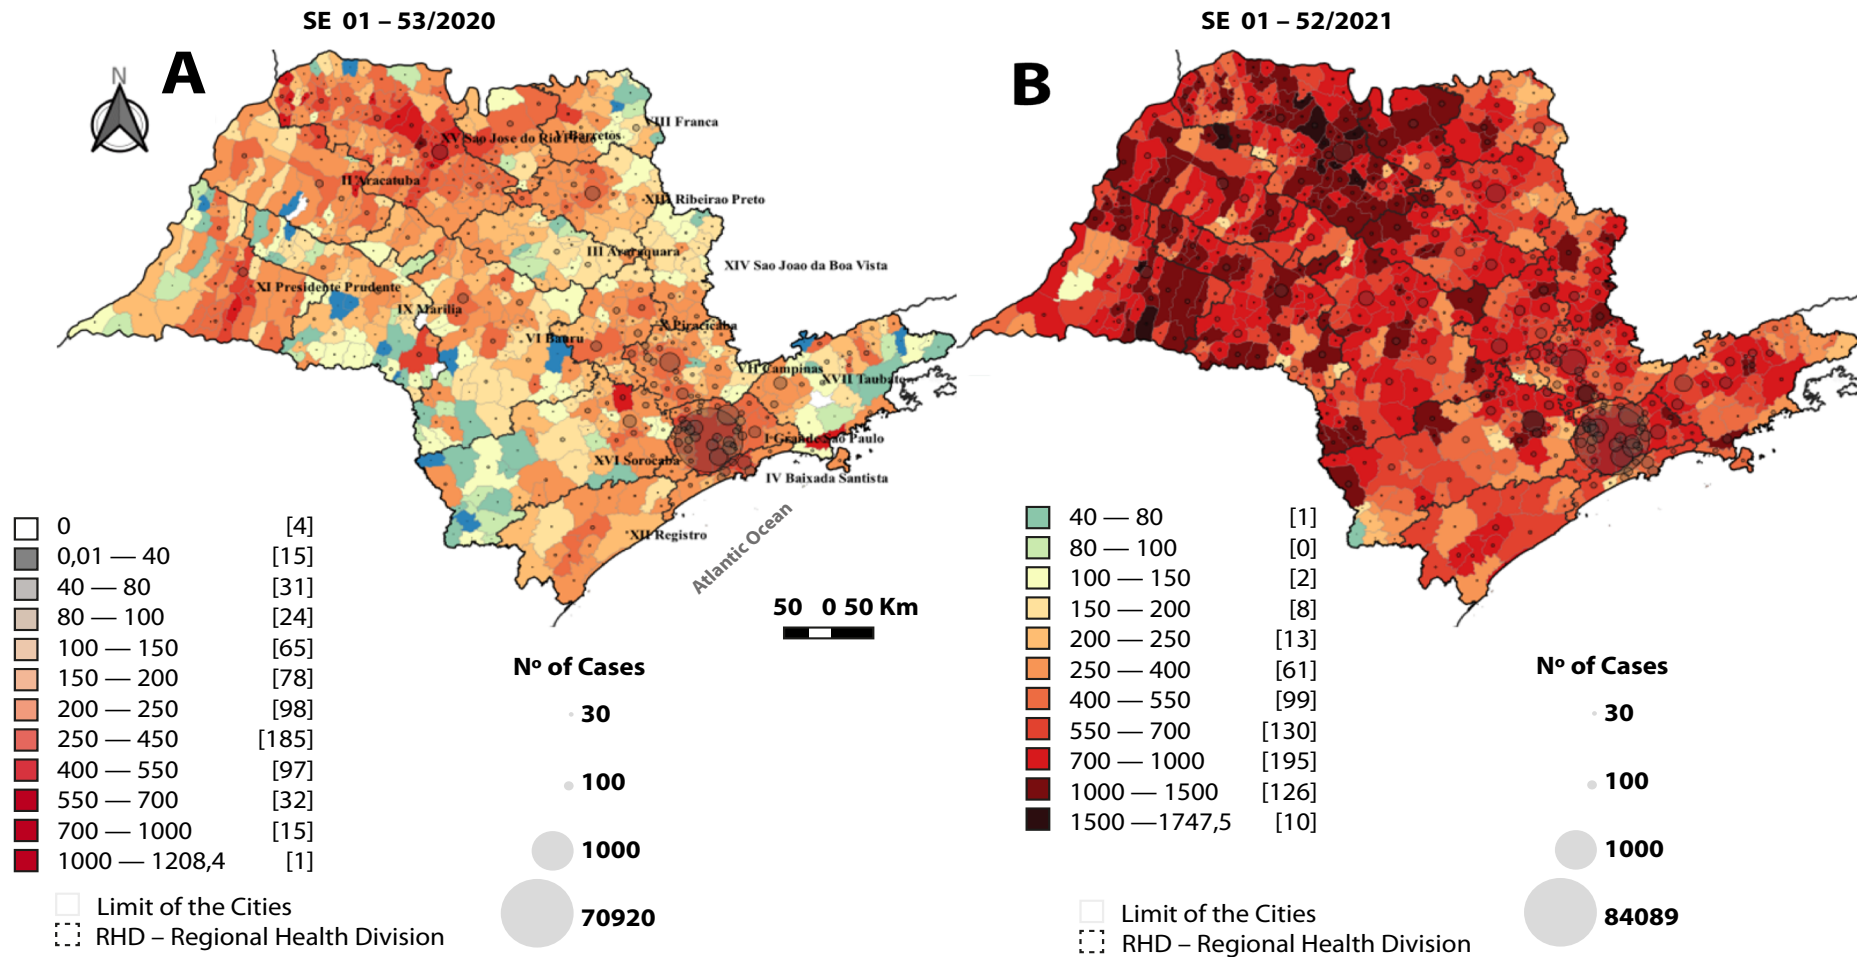 SE 01 – 53/2020
SE 01 – 52/2021
A
B
N
VIII Franca
XV Sao Jose do Rio Preto
V Barretos
II Aracatuba
XIII Ribeirao Preto
III Araraquara
XIV Sao Joao da Boa Vista
XI Presidente Prudente
IX Marilia
X Piracicaba
VI Bauru
VII Campinas
XVII Taubate
I Grande Sao Paulo
XVI Sorocaba
IV Baixada Santista
XII Registro
Atlantic Ocean
50 0 50 Km
0 [4]
0,01 — 40 [15]
40 — 80 [31]
80 — 100 [24]
100 — 150 [65]
150 — 200 [78]
200 — 250 [98]
250 — 450 [185]
400 — 550 [97]
550 — 700 [32]
700 — 1000 [15]
1000 — 1208,4 [1]
Limit of the Cities
RHD – Regional Health Division
Nº of Cases
30
100
1000
70920
40 — 80 [1]
80 — 100 [0]
100 — 150 [2]
150 — 200 [8]
200 — 250 [13]
250 — 400 [61]
400 — 550 [99]
550 — 700 [130]
700 — 1000 [195]
1000 — 1500 [126]
1500 —1747,5 [10]
Limit of the Cities
RHD – Regional Health Division
Nº of Cases
30
100
1000
84089